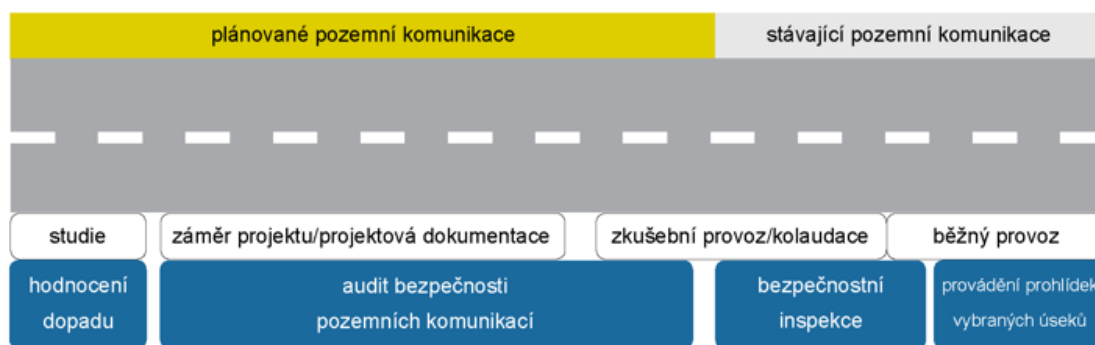 plánované pozemní komunikace
stávající pozemní komunikace
studie
záměr projektu/projektová dokumentace
zkušební provoz/kolaudace
běžný provoz
hodnocení
dopadu
audit bezpečnosti
pozemních komunikací
bezpečnostní
inspekce
provádění prohlídek
vybraných úseků